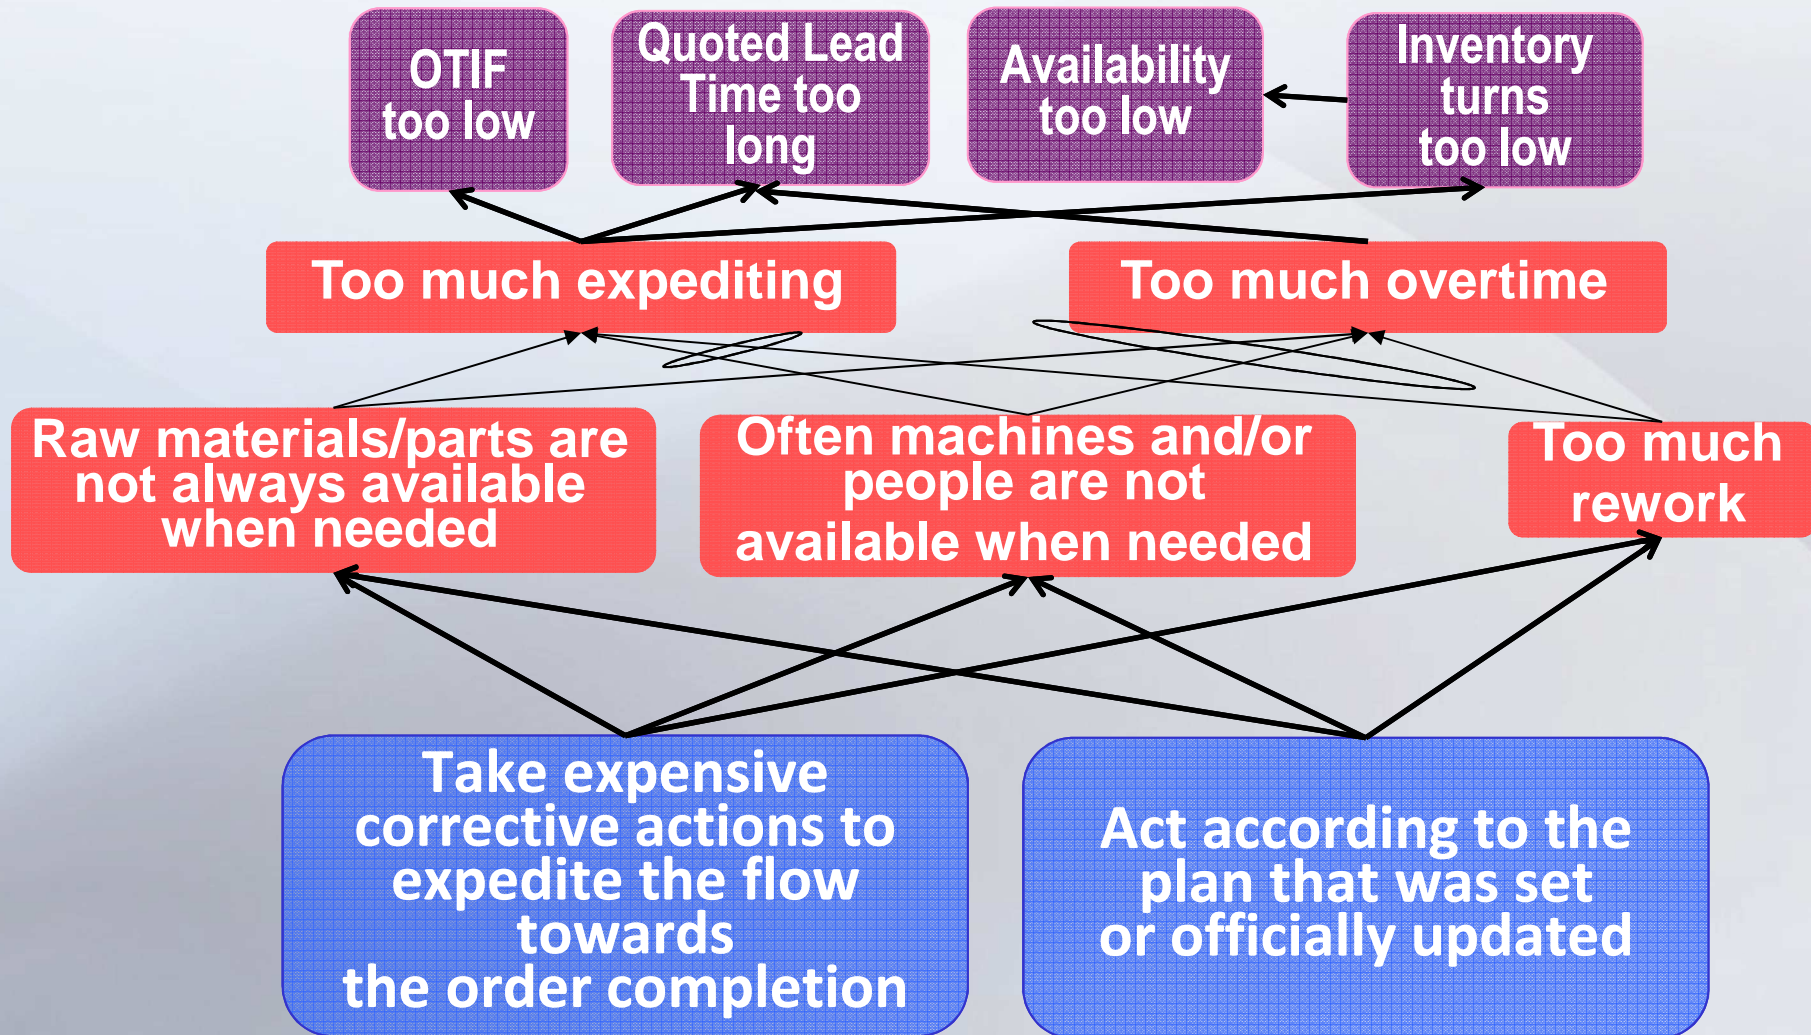 OTIF
too low
Quoted Lead
Time too
long
Availability
too low
Inventory
turns
too low
Too much expediting
Too much overtime
Raw materials/parts are
not always available
when needed
Often machines and/or
people are not
available when needed
Too much
rework
Take expensive
corrective actions to
expedite the flow
towards
the order completion
Act according to the
plan that was set
or officially updated